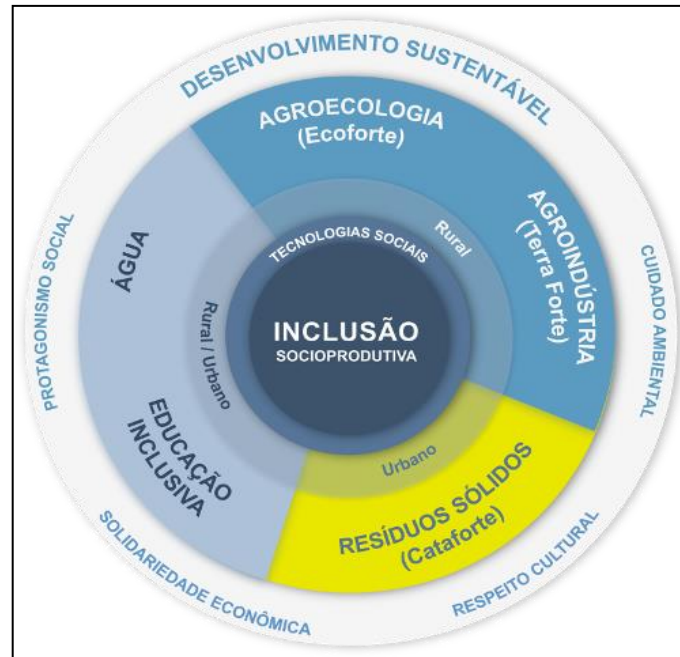 DESENVOLVIMENTO SUSTENTÁVEL
AGROECOLOGIA
(Ecoforte)
AGROINDÚSTRIA
(Terra Forte)
CUIDADO AMBIENTAL
PROTAGONISMO SOCIAL
ÁGUA
Rural
TECNOLOGIAS SOCIAIS
INCLUSÃO
SOCIOPRODUTIVA
Rural / Urbano
EDUCAÇÃO
INCLUSIVA
Urbano
RESÍDUOS SÓLIDOS
(Cataforte)
SOLIDARIEDADE ECONÔMICA
RESPEITO CULTURAL